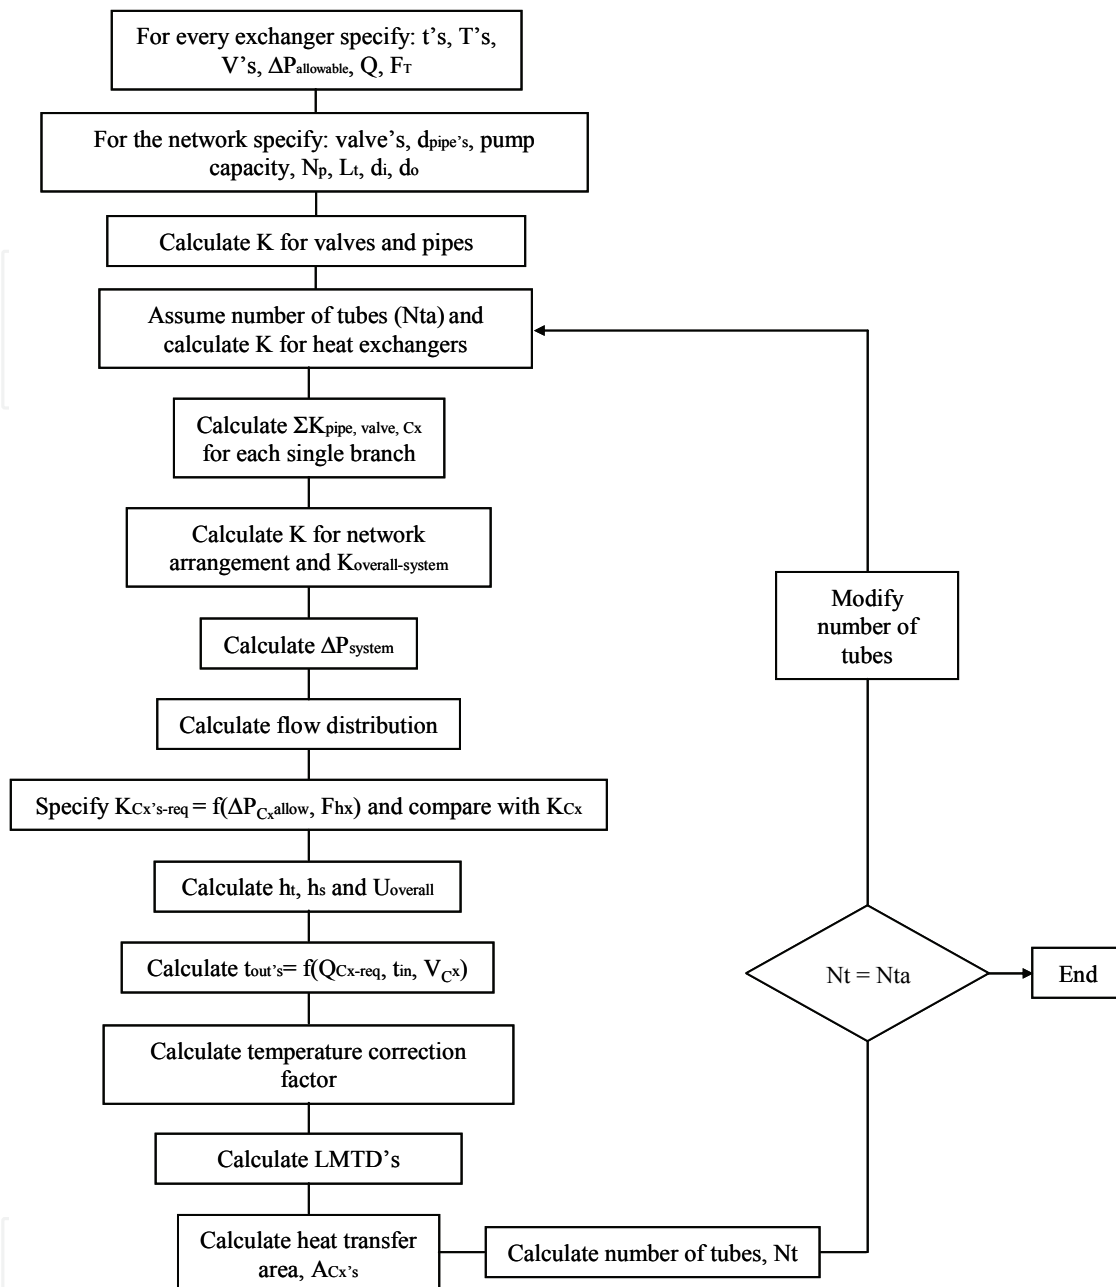 For every exchanger specify: t's, T's,
V's, ΔPallowable, Q, FT
For the network specify: valve's, dpipe's, pump
capacity, Np, Lt, di, do
Calculate K for valves and pipes
Assume number of tubes (Nta) and
calculate K for heat exchangers
Calculate ΣKpipe, valve, Cx
for each single branch
Calculate K for network
arrangement and Koverall-system
Calculate ΔPsystem
Calculate flow distribution
Specify KCx's-req = f(ΔPCxallow, Fhx) and compare with KCx
Calculate ht, hs and Uoverall
Calculate tout's= f(QCx-req, tin, VCx)
Calculate temperature correction
factor
Calculate LMTD's
Calculate heat transfer
area, ACx's
Calculate number of tubes, Nt
Nt = Nta
End
Modify
number of
tubes